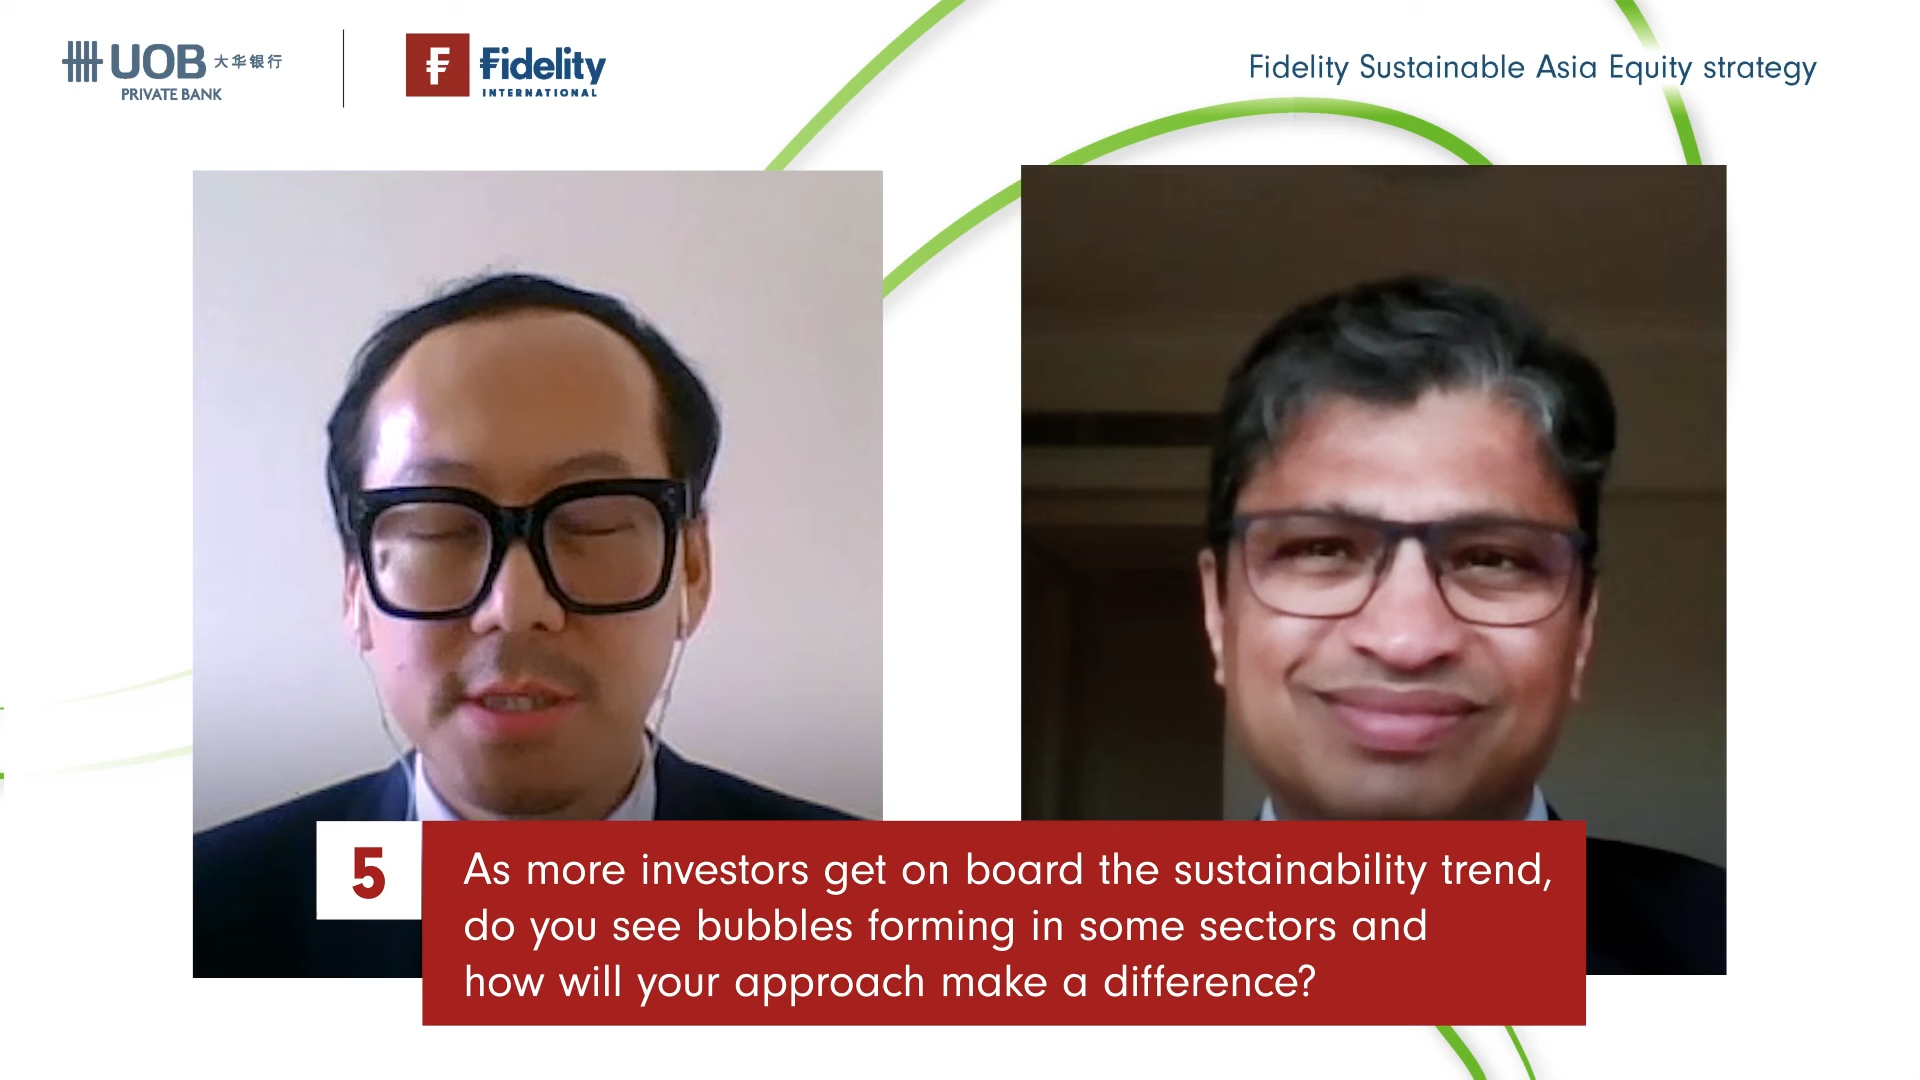 UOB 大华银行
PRIVATE BANK
Fidelity
INTERNATIONAL
Fidelity Sustainable Asia Equity strategy
5
As more investors get on board the sustainability trend,
do you see bubbles forming in some sectors and
how will your approach make a difference?